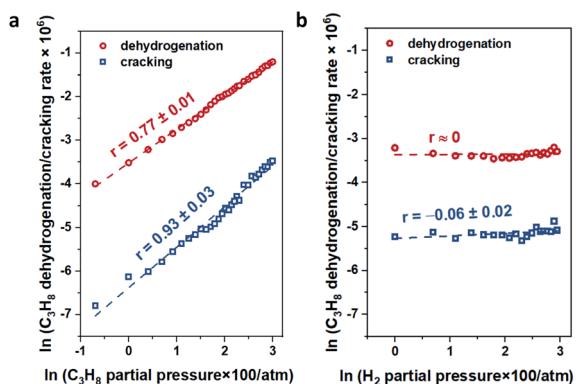 a
ln (C₃H₈ dehydrogenation/cracking rate × 10⁶)
-1
-2
-3
-4
-5
-6
-7
dehydrogenation
cracking
r = 0.77 ± 0.01
r = 0.93 ± 0.03
-1 0 1 2 3
ln (C₃H₈ partial pressure×100/atm)
b
ln (C₃H₈ dehydrogenation/cracking rate × 10⁶)
-1
-2
-3
-4
-5
-6
-7
dehydrogenation
cracking
r ≈ 0
r = −0.06 ± 0.02
0 1 2 3
ln (H₂ partial pressure×100/atm)